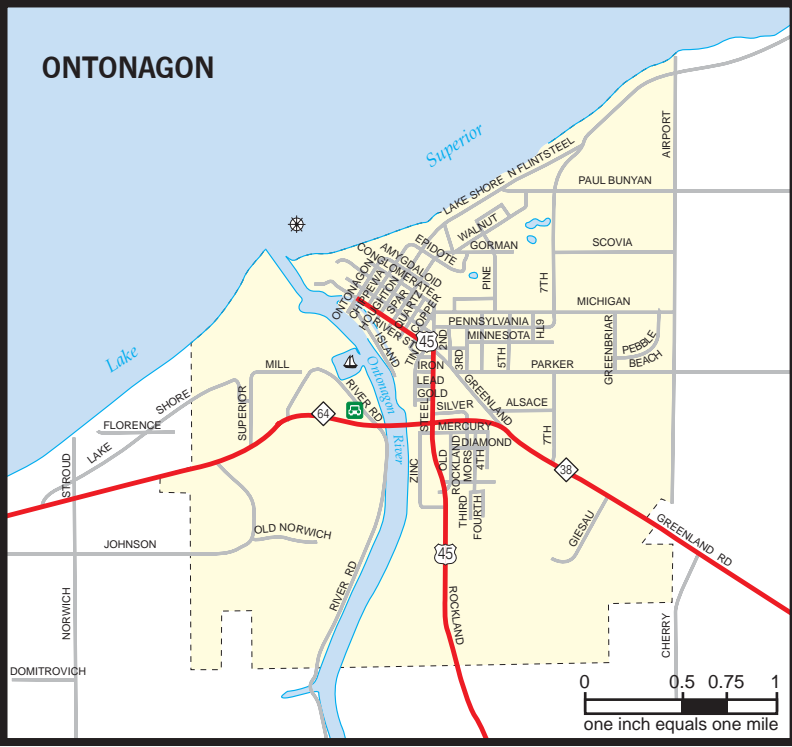 ONTONAGON
Superior
Lake
AIRPORT
LAKE SHORE
N FLINTSTEEL
PAUL BUNYAN
WALNUT
EPIDOTE
GORMAN
SCOVIA
AMYGDALOID
CONGLOMERATE
ONTONAGON
CHIPPEWA
HOUGHTON
SPAR
QUARTZ
COPPER
PINE
7TH
MICHIGAN
RIVER ST
ISLAND
TIN
45
2ND
PENNSYLVANIA
MINNESOTA
6TH
3RD
5TH
GREENBRIAR
PEBBLE
BEACH
MILL
Ontonagon
River
IRON
LEAD
GOLD
PARKER
GREENLAND
SHORE
LAKE
SUPERIOR
RIVER RD
64
STEEL
SILVER
ALSACE
FLORENCE
MERCURY
DIAMOND
7TH
STROUD
ZINC
OLD
ROCKLAND
4TH
38
THIRD
FOURTH
OLD NORWICH
JOHNSON
GIESAU
GREENLAND RD
45
RIVER RD
NORWICH
ROCKLAND
CHERRY
DOMITROVICH
0 0.5 0.75 1
one inch equals one mile